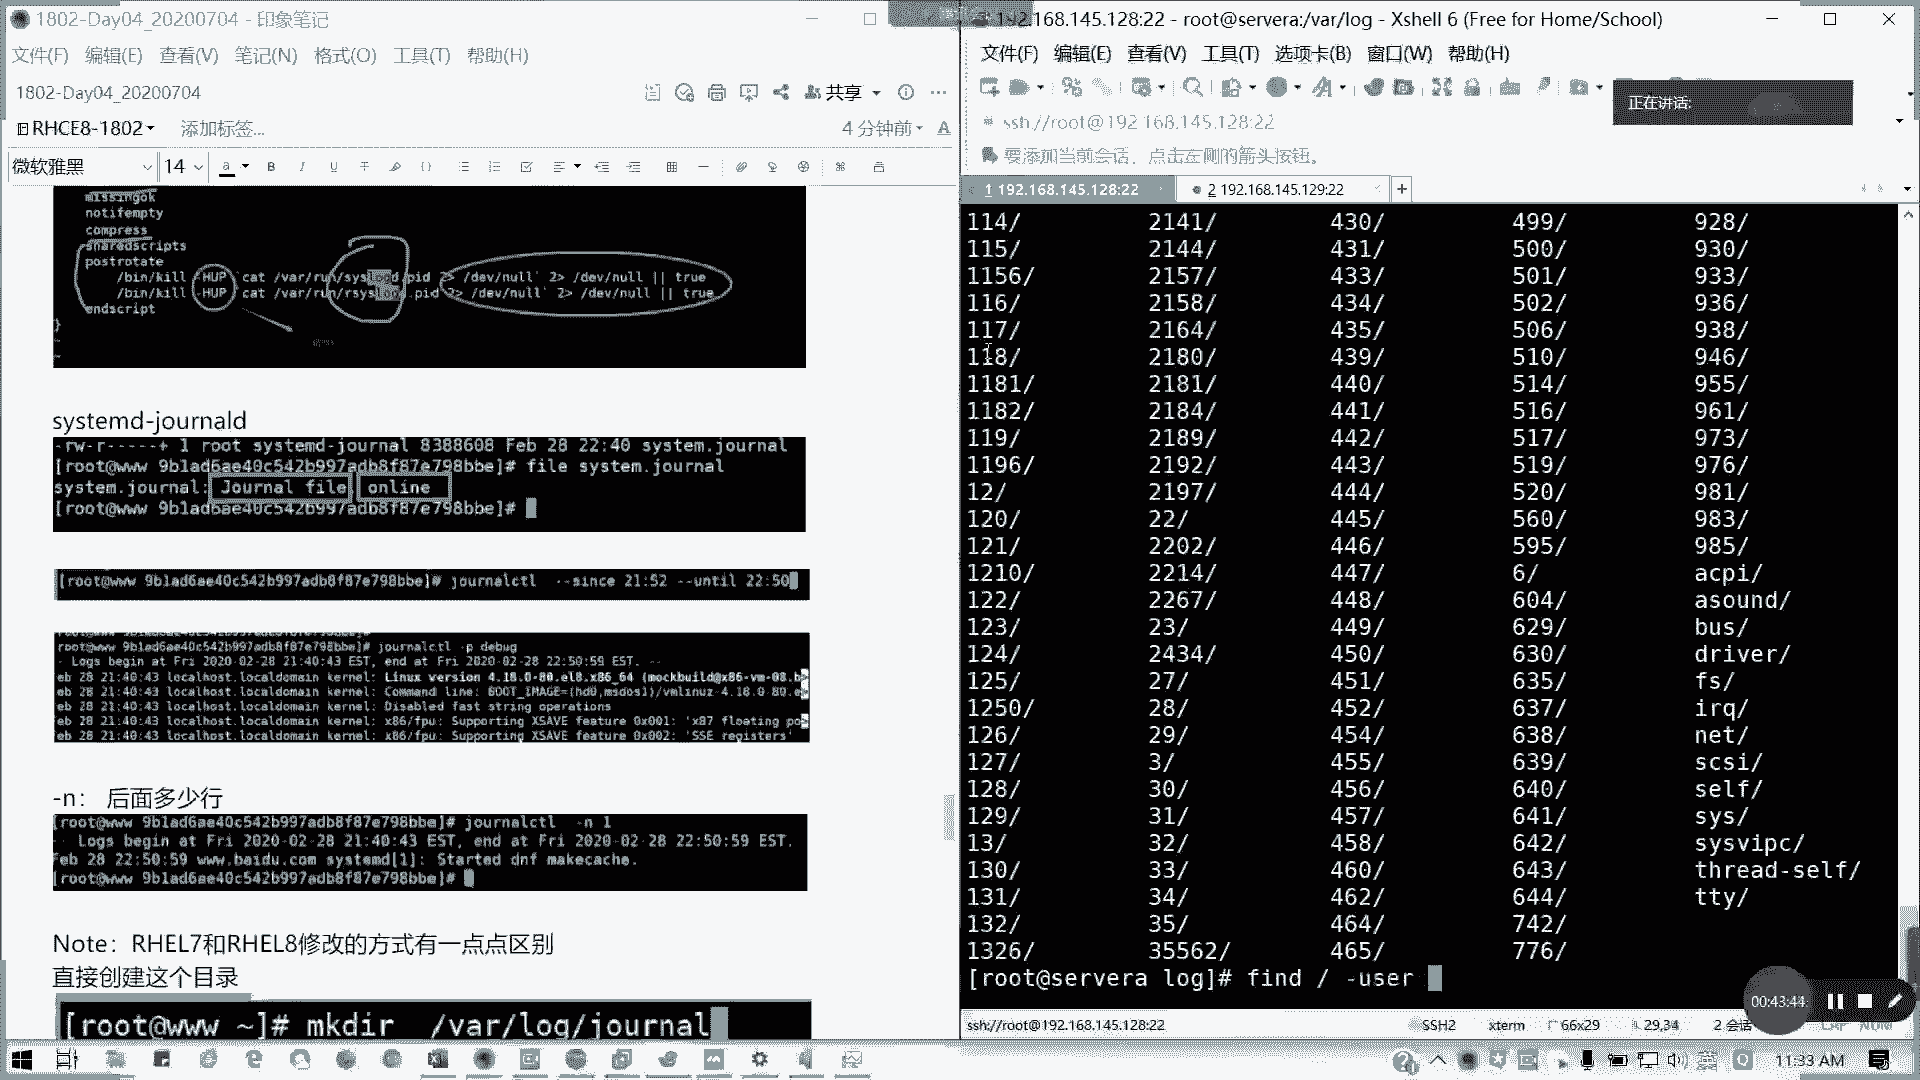 1802-Day04_20200704 - 印象笔记
文件(F) 编辑(E) 查看(V) 笔记(N) 格式(O) 工具(T) 帮助(H)
1802-Day04_20200704
共享
RHCE8-1802
添加标签...
4 分钟前
微软雅黑 14
missingok
notifempty
compress
sharedscripts
postrotate
/bin/kill -HUP `cat /var/run/syslogd.pid 2> /dev/null` 2> /dev/null || true
/bin/kill -HUP `cat /var/run/rsyslogd.pid 2> /dev/null` 2> /dev/null || true
endscript
}
~
~
systemd-journald
-rw-r-----+ 1 root systemd-journal 8388608 Feb 28 22:40 system.journal
[root@www 9b1ad6ae40c542b997adb8f87e798bbe]# file system.journal
system.journal: Journal file online
[root@www 9b1ad6ae40c542b997adb8f87e798bbe]#
[root@www 9b1ad6ae40c542b997adb8f87e798bbe]# journalctl --since 21:52 --until 22:50
root@www 9b1ad6ae40c542b997adb8f87e798bbe]# journalctl -p debug
- Logs begin at Fri 2020-02-28 21:40:43 EST, end at Fri 2020-02-28 22:50:59 EST. --
eb 28 21:40:43 localhost.localdomain kernel: Linux version 4.18.0-80.el8.x86_64 (mockbuild@x86-vm-08.b>
eb 28 21:40:43 localhost.localdomain kernel: Command line: BOOT_IMAGE=(hd0,msdos1)/vmlinuz-4.18.0-80.e>
eb 28 21:40:43 localhost.localdomain kernel: Disabled fast string operations
eb 28 21:40:43 localhost.localdomain kernel: x86/fpu: Supporting XSAVE feature 0x001: 'x87 floating po>
eb 28 21:40:43 localhost.localdomain kernel: x86/fpu: Supporting XSAVE feature 0x002: 'SSE registers'
-n： 后面多少行
[root@www 9b1ad6ae40c542b997adb8f87e798bbe]# journalctl -n 1
- Logs begin at Fri 2020-02-28 21:40:43 EST, end at Fri 2020-02-28 22:50:59 EST.
Feb 28 22:50:59 www.baidu.com systemd[1]: Started dnf makecache.
[root@www 9b1ad6ae40c542b997adb8f87e798bbe]#
Note：RHEL7和RHEL8修改的方式有一点点区别
直接创建这个目录
[root@www ~]# mkdir /var/log/journal
192.168.145.128:22 - root@servera:/var/log - Xshell 6 (Free for Home/School)
文件(F) 编辑(E) 查看(V) 工具(T) 选项卡(B) 窗口(W) 帮助(H)
正在讲话:
ssh://root@192.168.145.128:22
要添加当前会话，点击左侧的箭头按钮。
1 192.168.145.128:22
2 192.168.145.129:22
114/ 2141/ 430/ 499/ 928/
115/ 2144/ 431/ 500/ 930/
1156/ 2157/ 433/ 501/ 933/
116/ 2158/ 434/ 502/ 936/
117/ 2164/ 435/ 506/ 938/
118/ 2180/ 439/ 510/ 946/
1181/ 2181/ 440/ 514/ 955/
1182/ 2184/ 441/ 516/ 961/
119/ 2189/ 442/ 517/ 973/
1196/ 2192/ 443/ 519/ 976/
12/ 2197/ 444/ 520/ 981/
120/ 22/ 445/ 560/ 983/
121/ 2202/ 446/ 595/ 985/
1210/ 2214/ 447/ 6/ acpi/
122/ 2267/ 448/ 604/ asound/
123/ 23/ 449/ 629/ bus/
124/ 2434/ 450/ 630/ driver/
125/ 27/ 451/ 635/ fs/
1250/ 28/ 452/ 637/ irq/
126/ 29/ 454/ 638/ net/
127/ 3/ 455/ 639/ scsi/
128/ 30/ 456/ 640/ self/
129/ 31/ 457/ 641/ sys/
13/ 32/ 458/ 642/ sysvipc/
130/ 33/ 460/ 643/ thread-self/
131/ 34/ 462/ 644/ tty/
132/ 35/ 464/ 742/
1326/ 35562/ 465/ 776/
[root@servera log]# find / -user
00:43:44
ssh://root@192.168.145.128:22 SSH2 xterm 66x29 29,34 2 会话 CAP NUM
英 11:33 AM